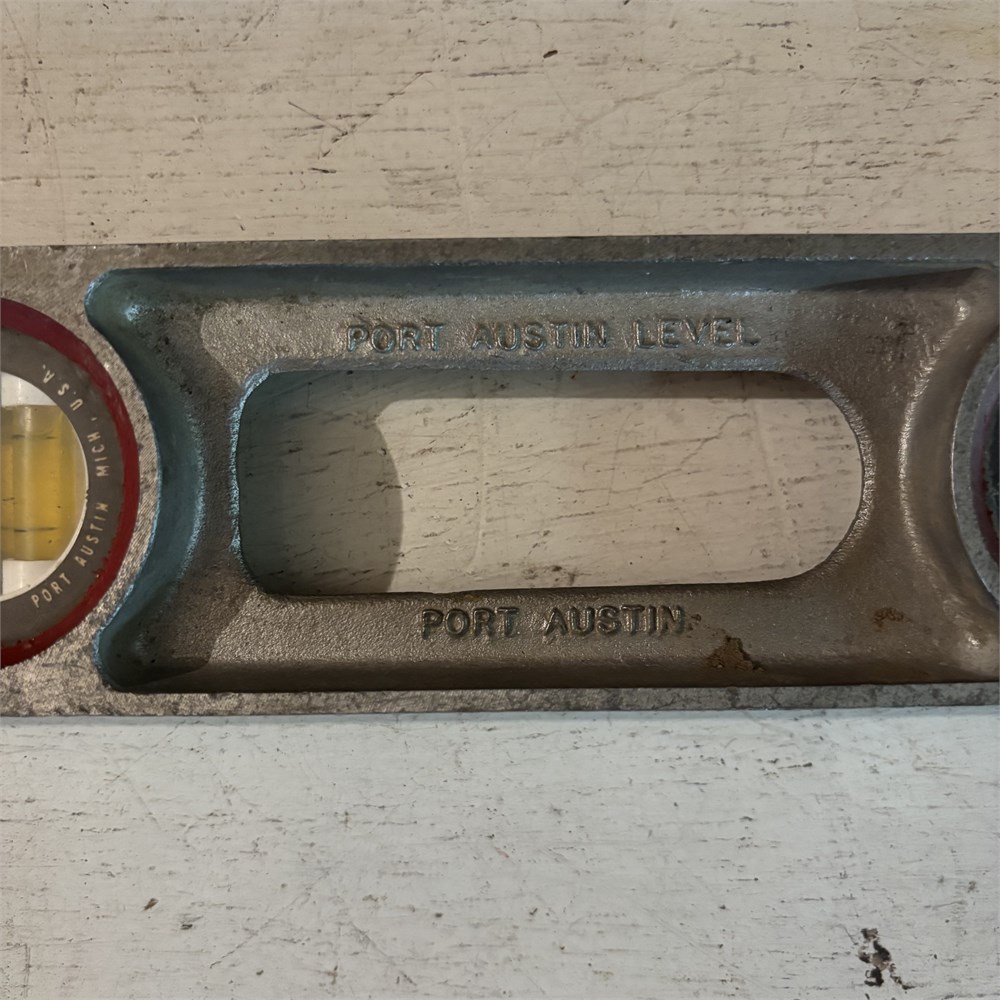 PORT AUSTIN LEVEL
PORT AUSTIN MICH, U.S.A.
PORT AUSTIN